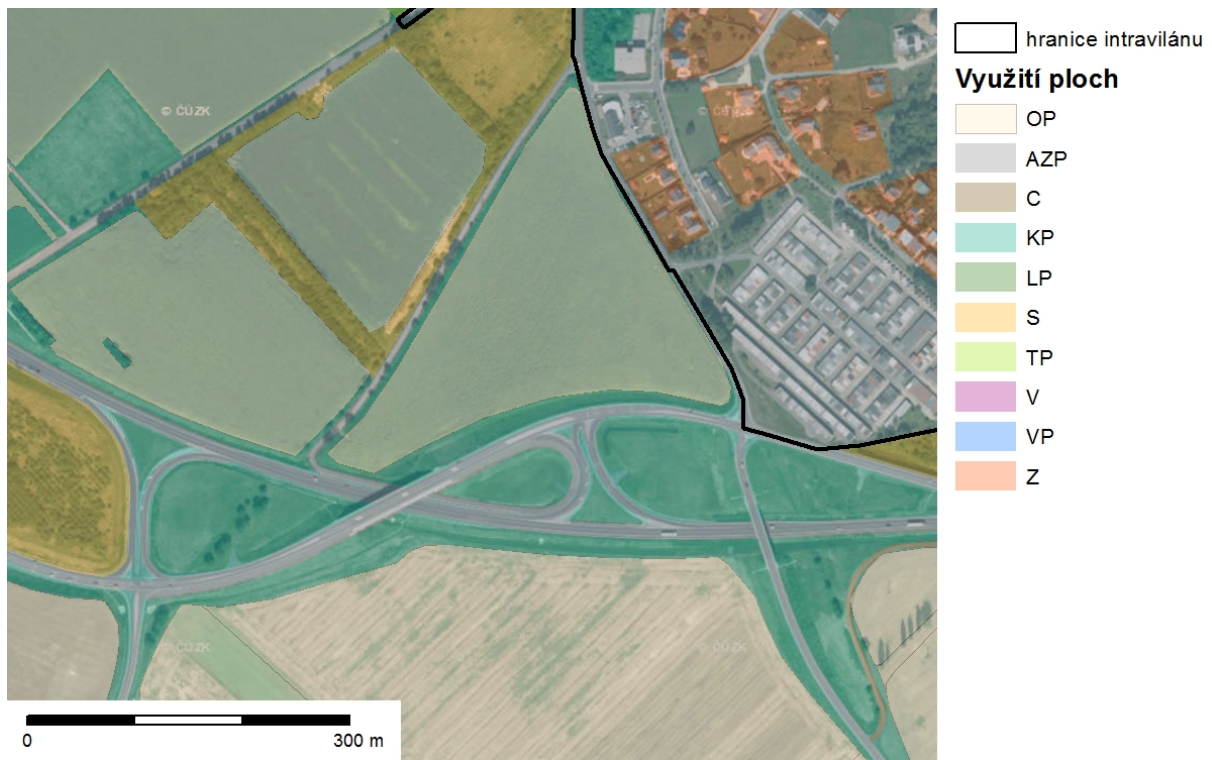 © ČÚZK
© ČÚZK
© ČÚZK
© ČÚZK
0 300 m
hranice intravilánu
Využití ploch
OP
AZP
C
KP
LP
S
TP
V
VP
Z